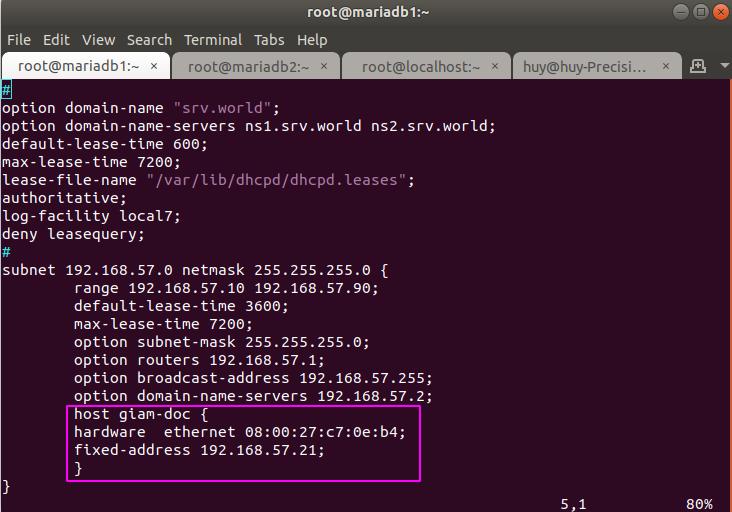 root@mariadb1:~
File Edit View Search Terminal Tabs Help
root@mariadb1:~ × root@mariadb2:~ × root@localhost:~ × huy@huy-Precisi... ×
#
option domain-name "srv.world";
option domain-name-servers ns1.srv.world ns2.srv.world;
default-lease-time 600;
max-lease-time 7200;
lease-file-name "/var/lib/dhcpd/dhcpd.leases";
authoritative;
log-facility local7;
deny leasequery;
#
subnet 192.168.57.0 netmask 255.255.255.0 {
        range 192.168.57.10 192.168.57.90;
        default-lease-time 3600;
        max-lease-time 7200;
        option subnet-mask 255.255.255.0;
        option routers 192.168.57.1;
        option broadcast-address 192.168.57.255;
        option domain-name-servers 192.168.57.2;
        host giam-doc {
        hardware  ethernet 08:00:27:c7:0e:b4;
        fixed-address 192.168.57.21;
        }
}
5,1 80%